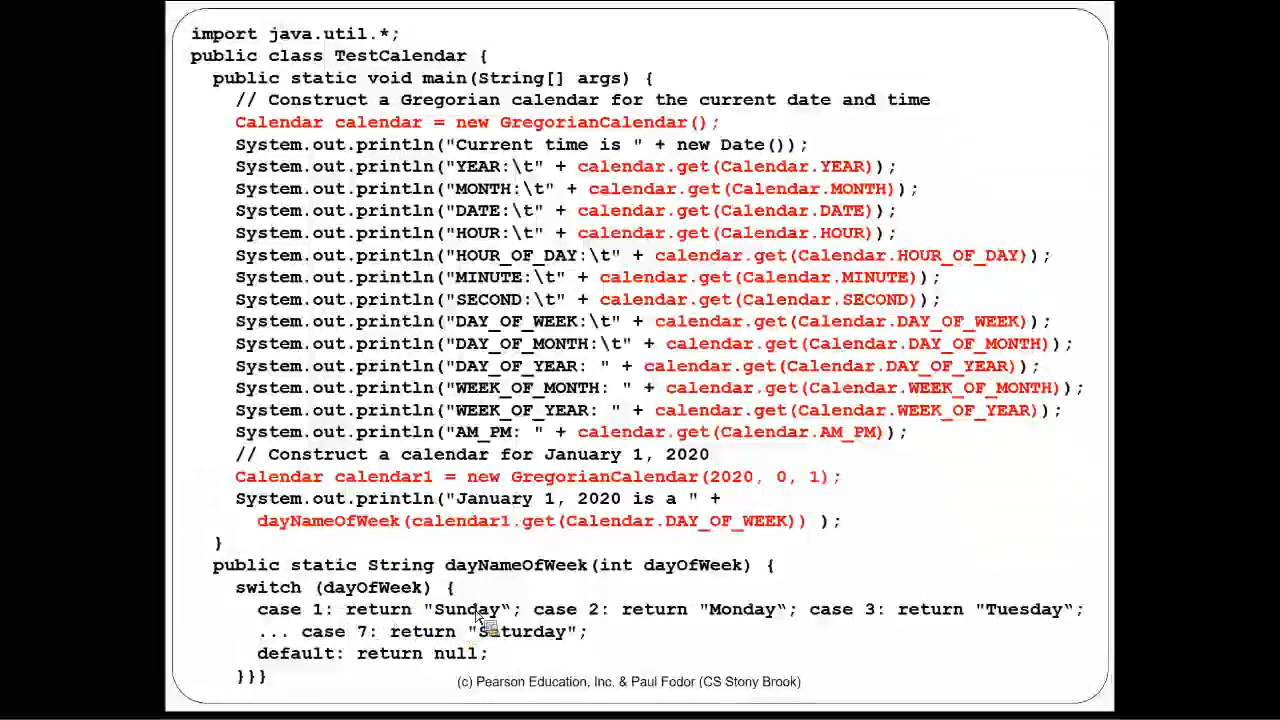 import java.util.*;
public class TestCalendar {
public static void main(String[] args) {
// Construct a Gregorian calendar for the current date and time
Calendar calendar = new GregorianCalendar();
System.out.println("Current time is " + new Date());
System.out.println("YEAR:\t" + calendar.get(Calendar.YEAR));
System.out.println("MONTH:\t" + calendar.get(Calendar.MONTH));
System.out.println("DATE:\t" + calendar.get(Calendar.DATE));
System.out.println("HOUR:\t" + calendar.get(Calendar.HOUR));
System.out.println("HOUR_OF_DAY:\t" + calendar.get(Calendar.HOUR_OF_DAY));
System.out.println("MINUTE:\t" + calendar.get(Calendar.MINUTE));
System.out.println("SECOND:\t" + calendar.get(Calendar.SECOND));
System.out.println("DAY_OF_WEEK:\t" + calendar.get(Calendar.DAY_OF_WEEK));
System.out.println("DAY_OF_MONTH:\t" + calendar.get(Calendar.DAY_OF_MONTH));
System.out.println("DAY_OF_YEAR: " + calendar.get(Calendar.DAY_OF_YEAR));
System.out.println("WEEK_OF_MONTH: " + calendar.get(Calendar.WEEK_OF_MONTH));
System.out.println("WEEK_OF_YEAR: " + calendar.get(Calendar.WEEK_OF_YEAR));
System.out.println("AM_PM: " + calendar.get(Calendar.AM_PM));
// Construct a calendar for January 1, 2020
Calendar calendar1 = new GregorianCalendar(2020, 0, 1);
System.out.println("January 1, 2020 is a " +
dayNameOfWeek(calendar1.get(Calendar.DAY_OF_WEEK)) );
}
public static String dayNameOfWeek(int dayOfWeek) {
switch (dayOfWeek) {
case 1: return "Sunday“; case 2: return "Monday“; case 3: return "Tuesday“;
... case 7: return "Saturday";
default: return null;
}}}
(c) Pearson Education, Inc. & Paul Fodor (CS Stony Brook)